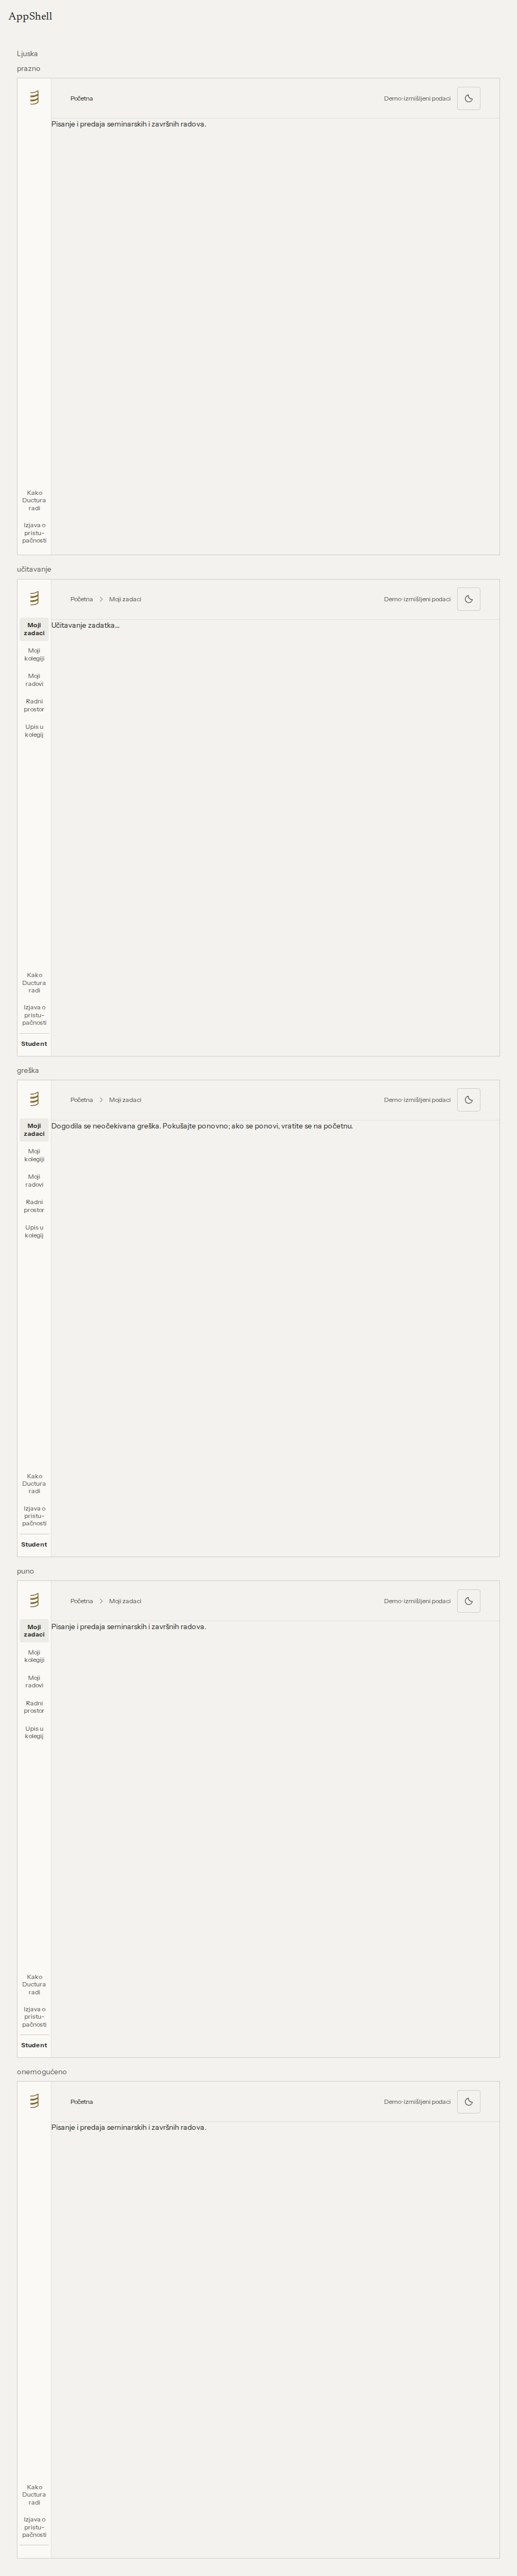 AppShell
Ljuska
prazno
Početna
Demo · izmišljeni podaci
Pisanje i predaja seminarskih i završnih radova.
Kako
Ductura
radi
Izjava o
pristu-
pačnosti
učitavanje
Početna
Moji zadaci
Demo · izmišljeni podaci
Moji
zadaci
Učitavanje zadatka…
Moji
kolegiji
Moji
radovi
Radni
prostor
Upis u
kolegij
Kako
Ductura
radi
Izjava o
pristu-
pačnosti
Student
greška
Početna
Moji zadaci
Demo · izmišljeni podaci
Moji
zadaci
Dogodila se neočekivana greška. Pokušajte ponovno; ako se ponovi, vratite se na početnu.
Moji
kolegiji
Moji
radovi
Radni
prostor
Upis u
kolegij
Kako
Ductura
radi
Izjava o
pristu-
pačnosti
Student
puno
Početna
Moji zadaci
Demo · izmišljeni podaci
Moji
zadaci
Pisanje i predaja seminarskih i završnih radova.
Moji
kolegiji
Moji
radovi
Radni
prostor
Upis u
kolegij
Kako
Ductura
radi
Izjava o
pristu-
pačnosti
Student
onemogućeno
Početna
Demo · izmišljeni podaci
Pisanje i predaja seminarskih i završnih radova.
Kako
Ductura
radi
Izjava o
pristu-
pačnosti